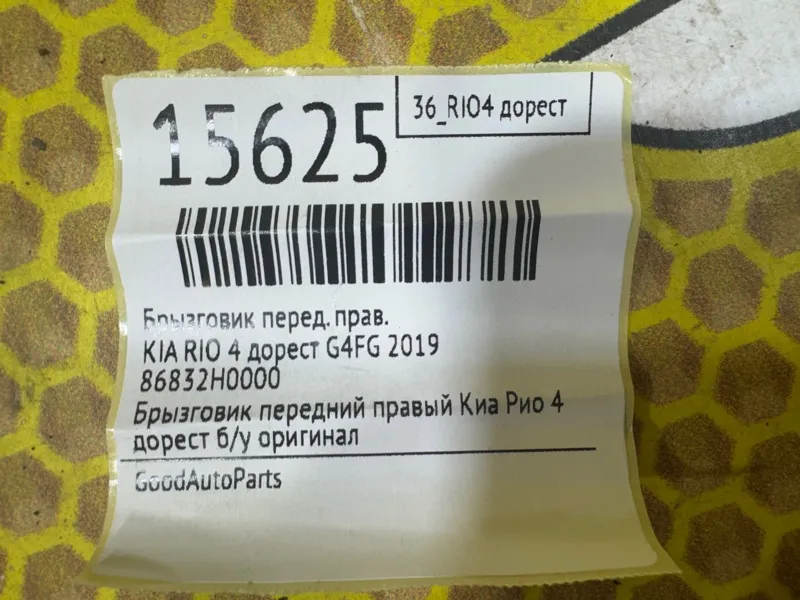 15625
36_RIO4 дорест
Брызговик перед. прав.
KIA RIO 4 дорест G4FG 2019
86832H0000
Брызговик передний правый Киа Рио 4
дорест б/у оригинал
GoodAutoParts